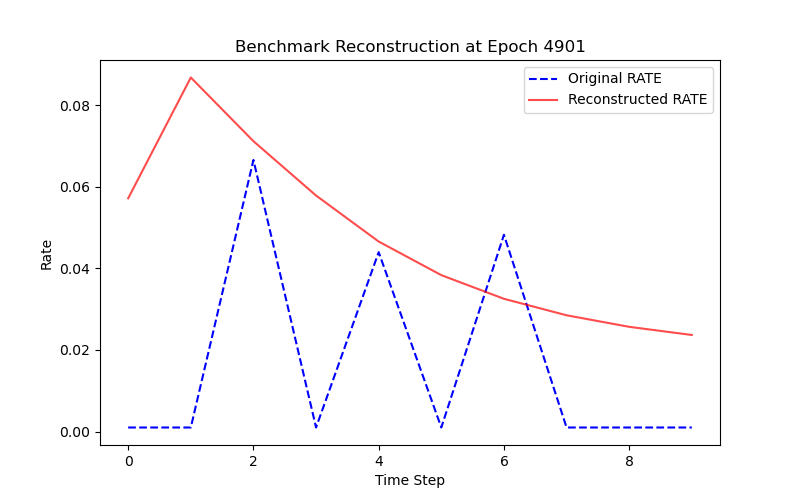 Benchmark Reconstruction at Epoch 4901
Original RATE
Reconstructed RATE
Rate
0.08
0.06
0.04
0.02
0.00
0 2 4 6 8
Time Step